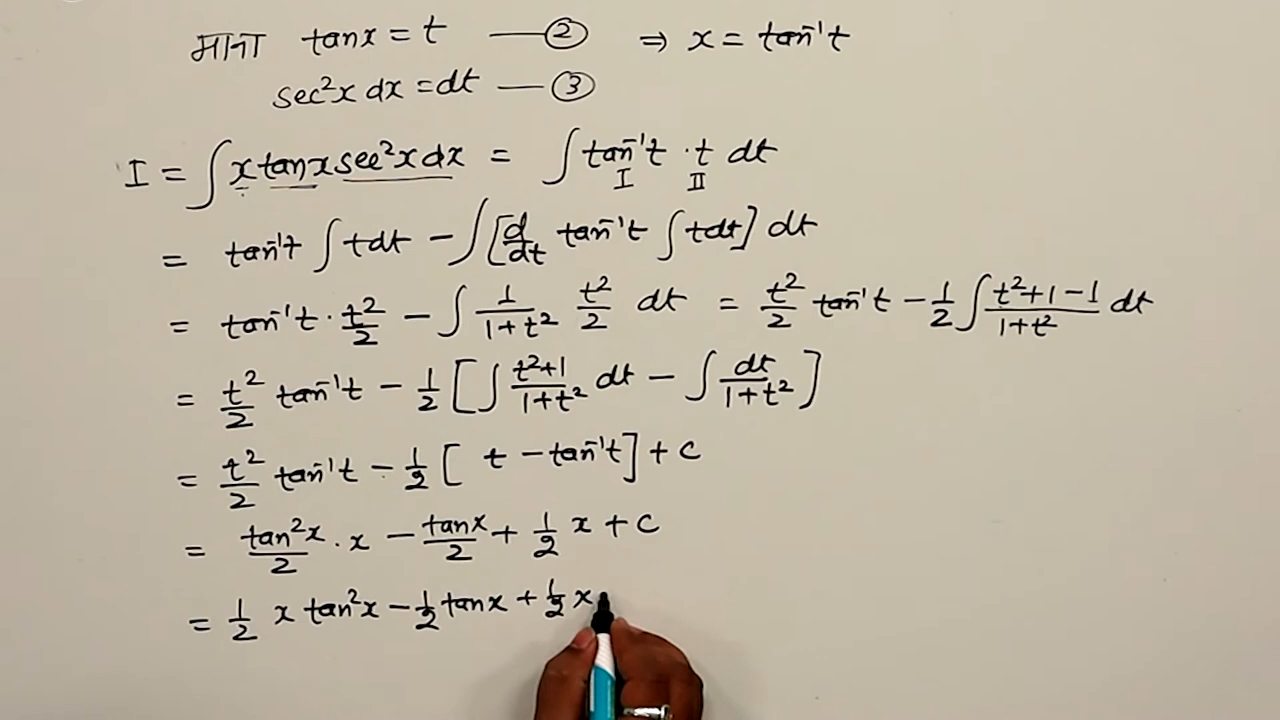 माना tanx = t —② ⇒ x = tan⁻¹t
sec²x dx = dt —③
I = ∫x tanx sec²x dx = ∫tan⁻¹t · t dt
I II
= tan⁻¹t ∫tdt − ∫[d/dt tan⁻¹t ∫tdt] dt
= tan⁻¹t · t²/2 − ∫ 1/(1+t²) t²/2 dt = t²/2 tan⁻¹t − 1/2 ∫ (t²+1−1)/(1+t²) dt
= t²/2 tan⁻¹t − 1/2 [∫ (t²+1)/(1+t²) dt − ∫ dt/(1+t²)]
= t²/2 tan⁻¹t − 1/2 [ t − tan⁻¹t] + c
= tan²x/2 · x − tanx/2 + 1/2 x + c
= 1/2 x tan²x − 1/2 tanx + 1/2 x